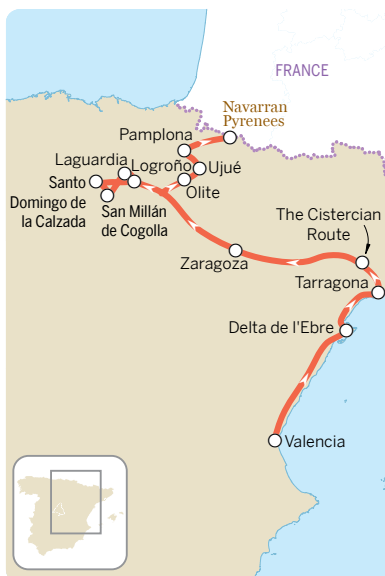 FRANCE
Navarran
Pyrenees
Pamplona
Laguardia
Logroño
Ujué
Santo
Domingo de
la Calzada
Olite
San Millán
de Cogolla
The Cistercian
Route
Zaragoza
Tarragona
Delta de l'Ebre
Valencia